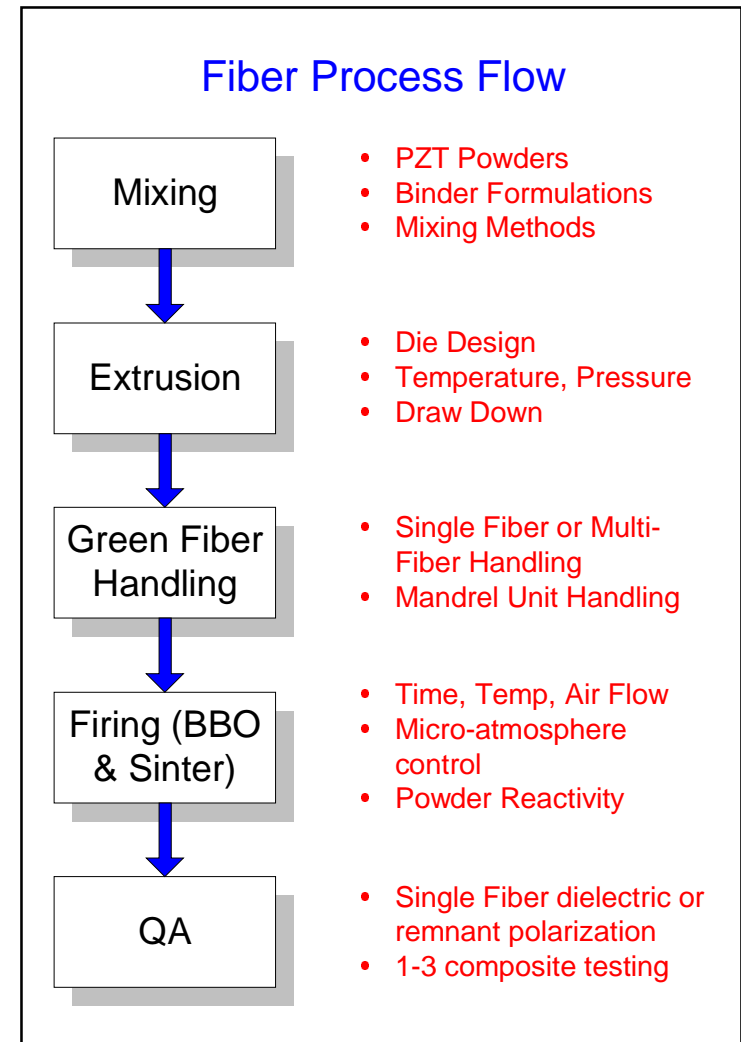 Fiber Process Flow
Mixing
• PZT Powders
• Binder Formulations
• Mixing Methods
Extrusion
• Die Design
• Temperature, Pressure
• Draw Down
Green Fiber
Handling
• Single Fiber or Multi-
Fiber Handling
• Mandrel Unit Handling
Firing (BBO
& Sinter)
• Time, Temp, Air Flow
• Micro-atmosphere
control
• Powder Reactivity
QA
• Single Fiber dielectric or
remnant polarization
• 1-3 composite testing